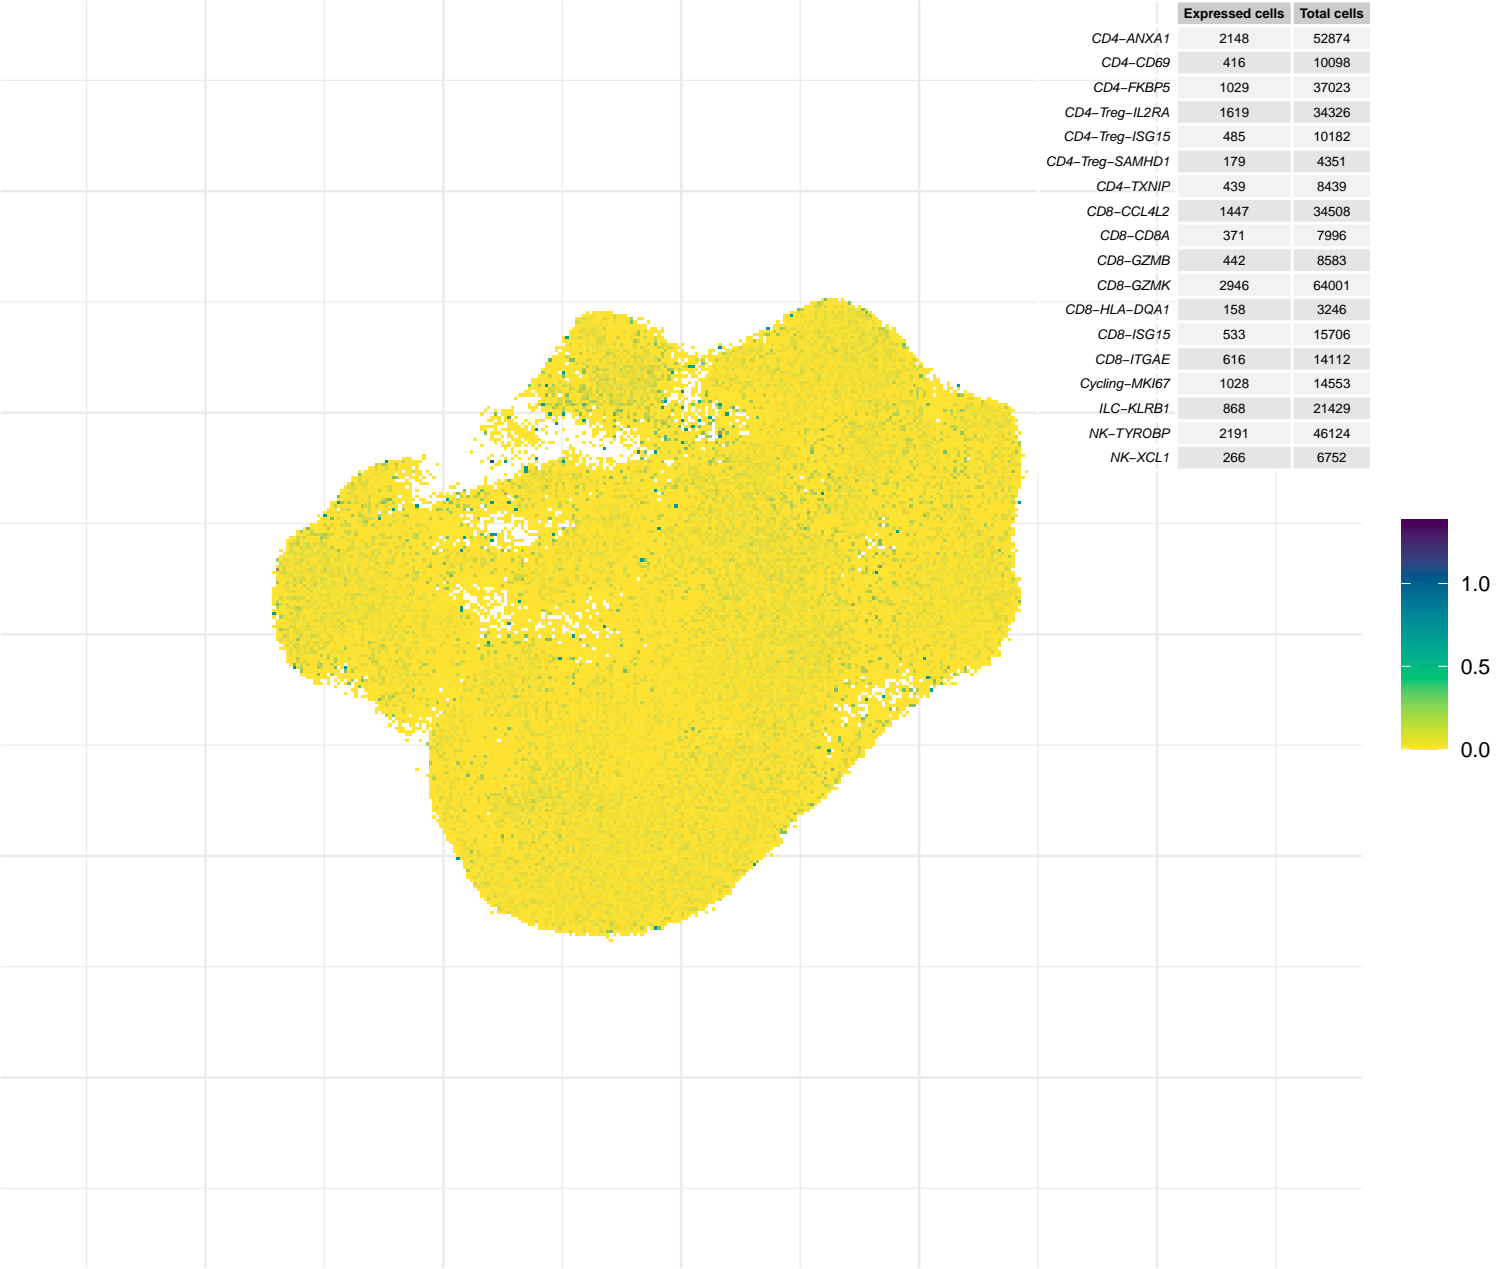 Expressed cells Total cells
CD4−ANXA1 2148 52874
CD4−CD69 416 10098
CD4−FKBP5 1029 37023
CD4−Treg−IL2RA 1619 34326
CD4−Treg−ISG15 485 10182
CD4−Treg−SAMHD1 179 4351
CD4−TXNIP 439 8439
CD8−CCL4L2 1447 34508
CD8−CD8A 371 7996
CD8−GZMB 442 8583
CD8−GZMK 2946 64001
CD8−HLA−DQA1 158 3246
CD8−ISG15 533 15706
CD8−ITGAE 616 14112
Cycling−MKI67 1028 14553
ILC−KLRB1 868 21429
NK−TYROBP 2191 46124
NK−XCL1 266 6752
1.0
0.5
0.0